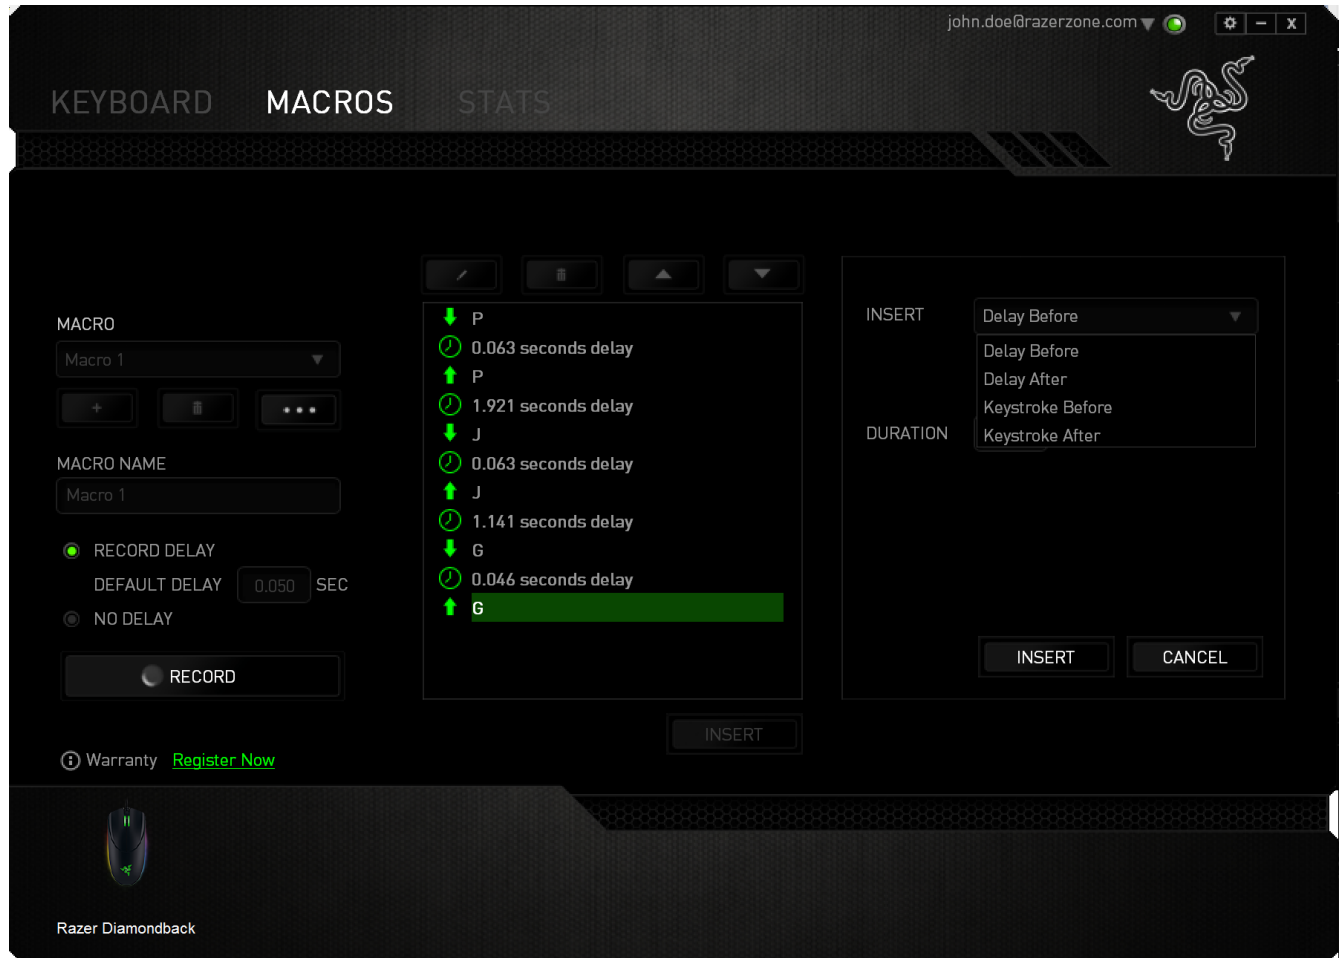 john.doe@razerzone.com
KEYBOARD MACROS STATS
MACRO
Macro 1
MACRO NAME
Macro 1
RECORD DELAY
DEFAULT DELAY 0.050 SEC
NO DELAY
RECORD
Warranty Register Now
P
0.063 seconds delay
P
1.921 seconds delay
J
0.063 seconds delay
J
1.141 seconds delay
G
0.046 seconds delay
G
INSERT
INSERT Delay Before
Delay Before
Delay After
Keystroke Before
DURATION Keystroke After
INSERT CANCEL
Razer Diamondback